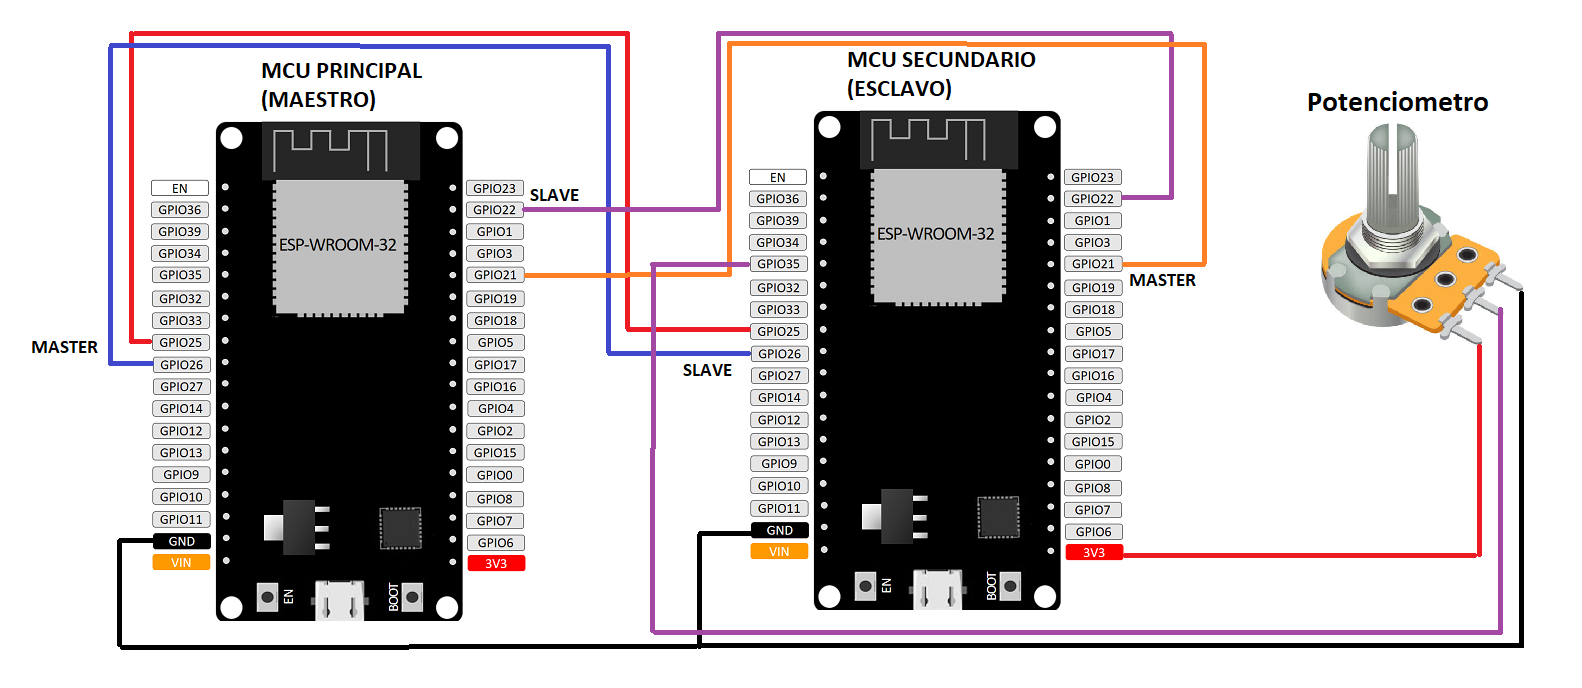 MCU PRINCIPAL
(MAESTRO)
MCU SECUNDARIO
(ESCLAVO)
Potenciometro
MASTER
SLAVE
EN
GPIO36
GPIO39
GPIO34
GPIO35
GPIO32
GPIO33
GPIO25
GPIO26
GPIO27
GPIO14
GPIO12
GPIO13
GPIO9
GPIO10
GPIO11
GND
VIN
ESP-WROOM-32
EN
BOOT
GPIO23
GPIO22
GPIO1
GPIO3
GPIO21
GPIO19
GPIO18
GPIO5
GPIO17
GPIO16
GPIO4
GPIO2
GPIO15
GPIO0
GPIO8
GPIO7
GPIO6
3V3
SLAVE
MASTER
EN
GPIO36
GPIO39
GPIO34
GPIO35
GPIO32
GPIO33
GPIO25
GPIO26
GPIO27
GPIO14
GPIO12
GPIO13
GPIO9
GPIO10
GPIO11
GND
VIN
ESP-WROOM-32
EN
BOOT
GPIO23
GPIO22
GPIO1
GPIO3
GPIO21
GPIO19
GPIO18
GPIO5
GPIO17
GPIO16
GPIO4
GPIO2
GPIO15
GPIO0
GPIO8
GPIO7
GPIO6
3V3